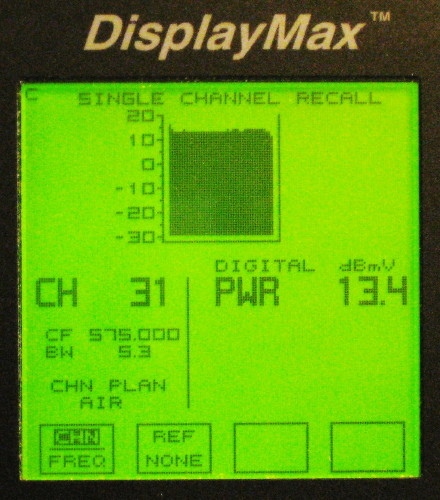 DisplayMax™
C SINGLE CHANNEL RECALL
20
10
0
-10
-20
-30
DIGITAL dBmV
CH 31 PWR 13.4
CF 575.000
BW 5.3
CHN PLAN
AIR
CHN REF
FREQ NONE